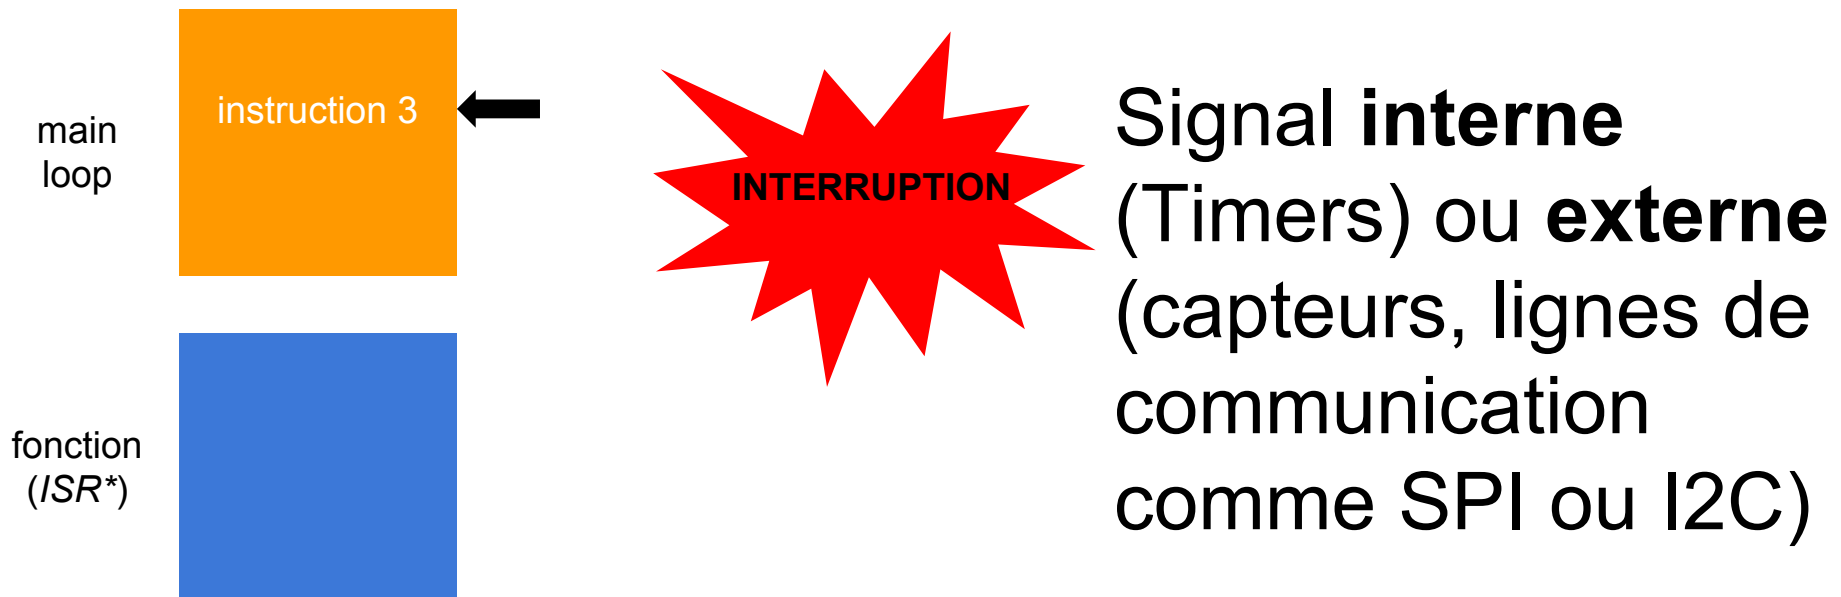 main
loop
instruction 3
fonction
(ISR*)
INTERRUPTION
Signal interne
(Timers) ou externe
(capteurs, lignes de
communication
comme SPI ou I2C)